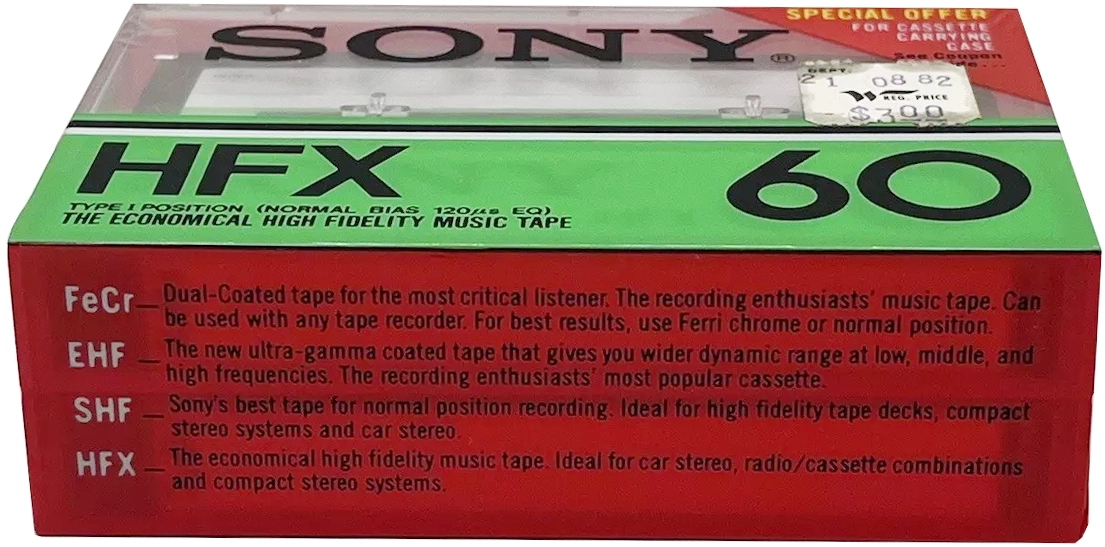 SPECIAL OFFER
FOR CASSETTE
CARRYING
CASE
See Coupon
SONY®
DEPT.
21 0882
REG. PRICE
$3.00
HFX 60
TYPE I POSITION (NORMAL BIAS 120μs EQ)
THE ECONOMICAL HIGH FIDELITY MUSIC TAPE
FeCr — Dual-Coated tape for the most critical listener. The recording enthusiasts' music tape. Can
be used with any tape recorder. For best results, use Ferri chrome or normal position.
EHF — The new ultra-gamma coated tape that gives you wider dynamic range at low, middle, and
high frequencies. The recording enthusiasts' most popular cassette.
SHF — Sony's best tape for normal position recording. Ideal for high fidelity tape decks, compact
stereo systems and car stereo.
HFX — The economical high fidelity music tape. Ideal for car stereo, radio/cassette combinations
and compact stereo systems.